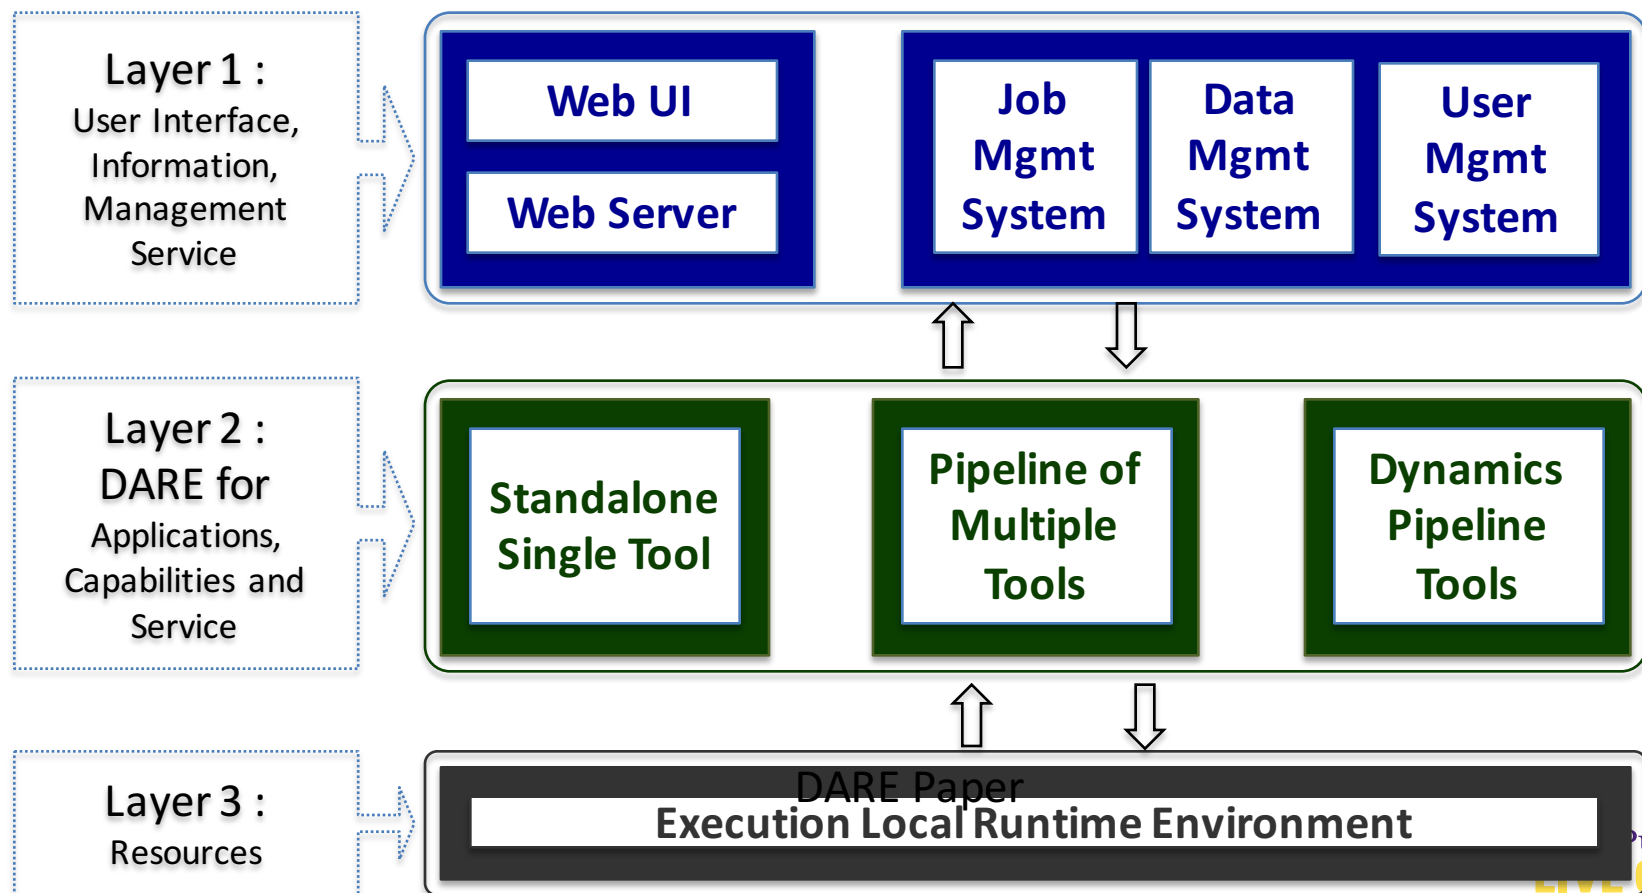 Layer 1 :
User Interface,
Information,
Management
Service
Web UI
Web Server
Job
Mgmt
System
Data
Mgmt
System
User
Mgmt
System
Layer 2 :
DARE for
Applications,
Capabilities and
Service
Standalone
Single Tool
Pipeline of
Multiple
Tools
Dynamics
Pipeline
Tools
Layer 3 :
Resources
DARE Paper
Execution Local Runtime Environment